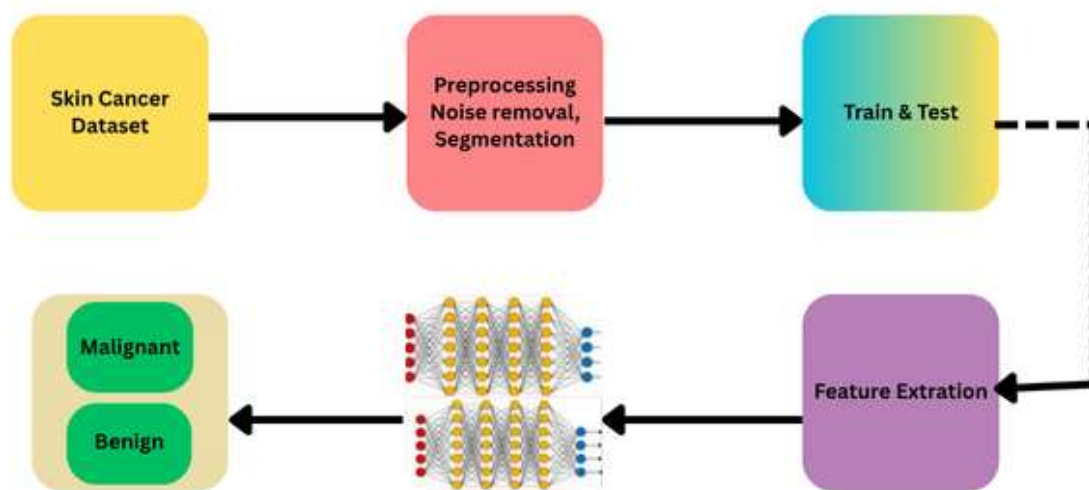 Skin Cancer
Dataset
Preprocessing
Noise removal,
Segmentation
Train & Test
Feature Extration
Malignant
Benign